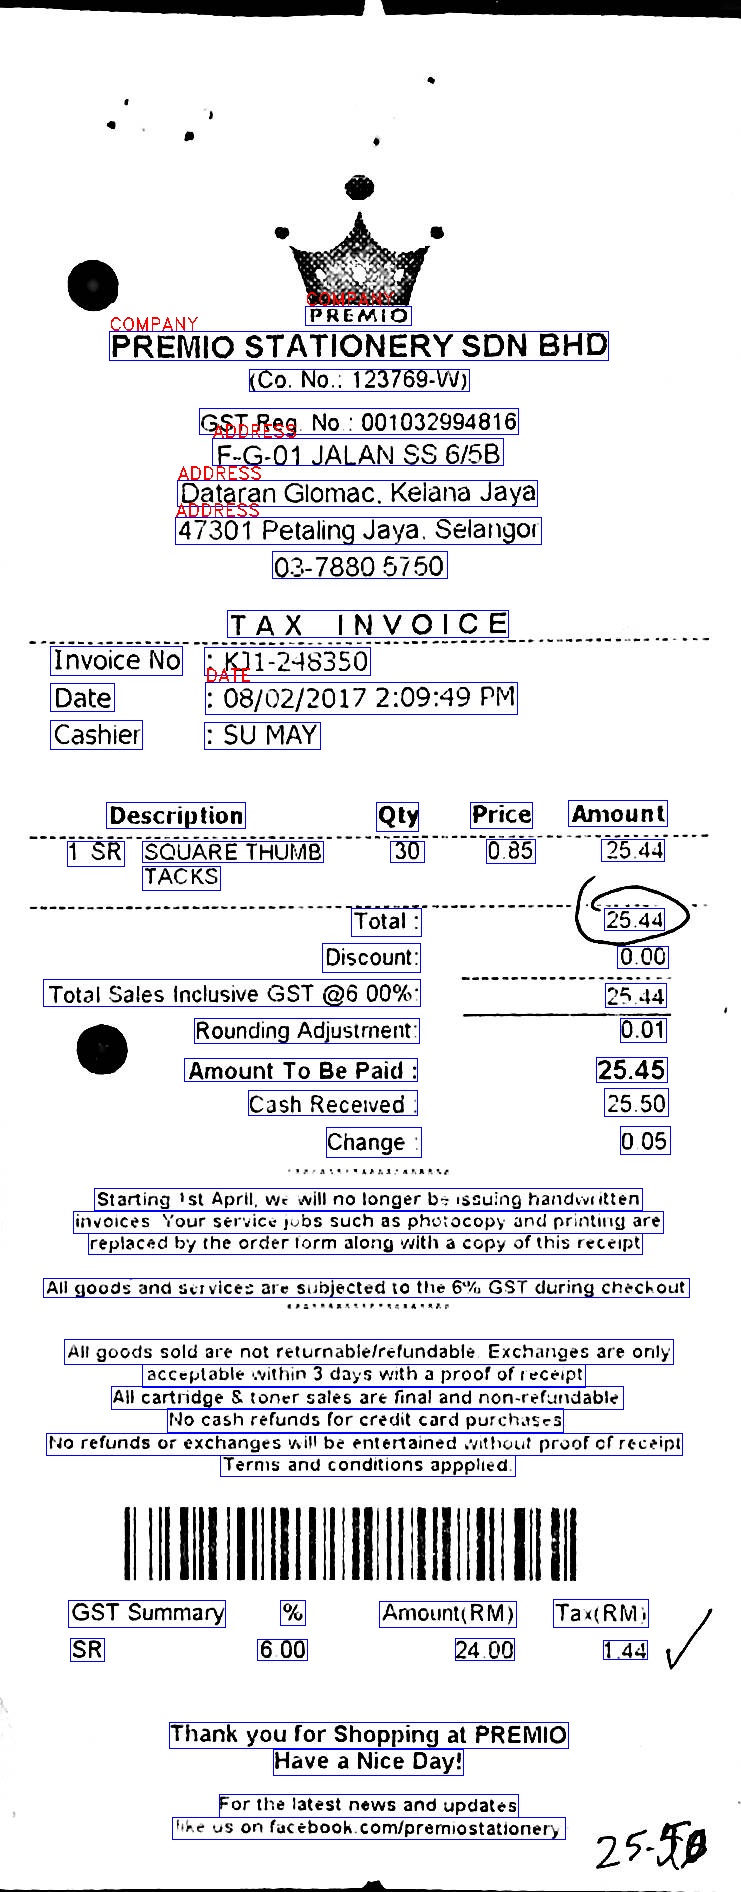 COMPANY
PREMIO
COMPANY
PREMIO STATIONERY SDN BHD
(Co. No.: 123769-W)
GST Reg. No.: 001032994816
ADDRESS
F-G-01 JALAN SS 6/5B
ADDRESS
Dataran Glomac, Kelana Jaya
ADDRESS
47301 Petaling Jaya, Selangor
03-7880 5750
TAX INVOICE
Invoice No : KJ1-248350
DATE
Date : 08/02/2017 2:09:49 PM
Cashier : SU MAY
Description Qty Price Amount
1 SR SQUARE THUMB 30 0.85 25.44
TACKS
Total : 25.44
Discount: 0.00
Total Sales Inclusive GST @6 00%: 25.44
Rounding Adjustment: 0.01
Amount To Be Paid : 25.45
Cash Received : 25.50
Change : 0 05
Starting 1st April, we will no longer be issuing handwritten
invoices Your service jobs such as photocopy and printing are
replaced by the order form along with a copy of this receipt
All goods and services are subjected to the 6% GST during checkout
All goods sold are not returnable/refundable. Exchanges are only
acceptable within 3 days with a proof of receipt
All cartridge & toner sales are final and non-refundable
No cash refunds for credit card purchases
No refunds or exchanges will be entertained without proof of receipt
Terms and conditions appplied.
GST Summary % Amount(RM) Tax(RM)
SR 6.00 24.00 1.44
Thank you for Shopping at PREMIO
Have a Nice Day!
For the latest news and updates
like us on facebook.com/premiostationery